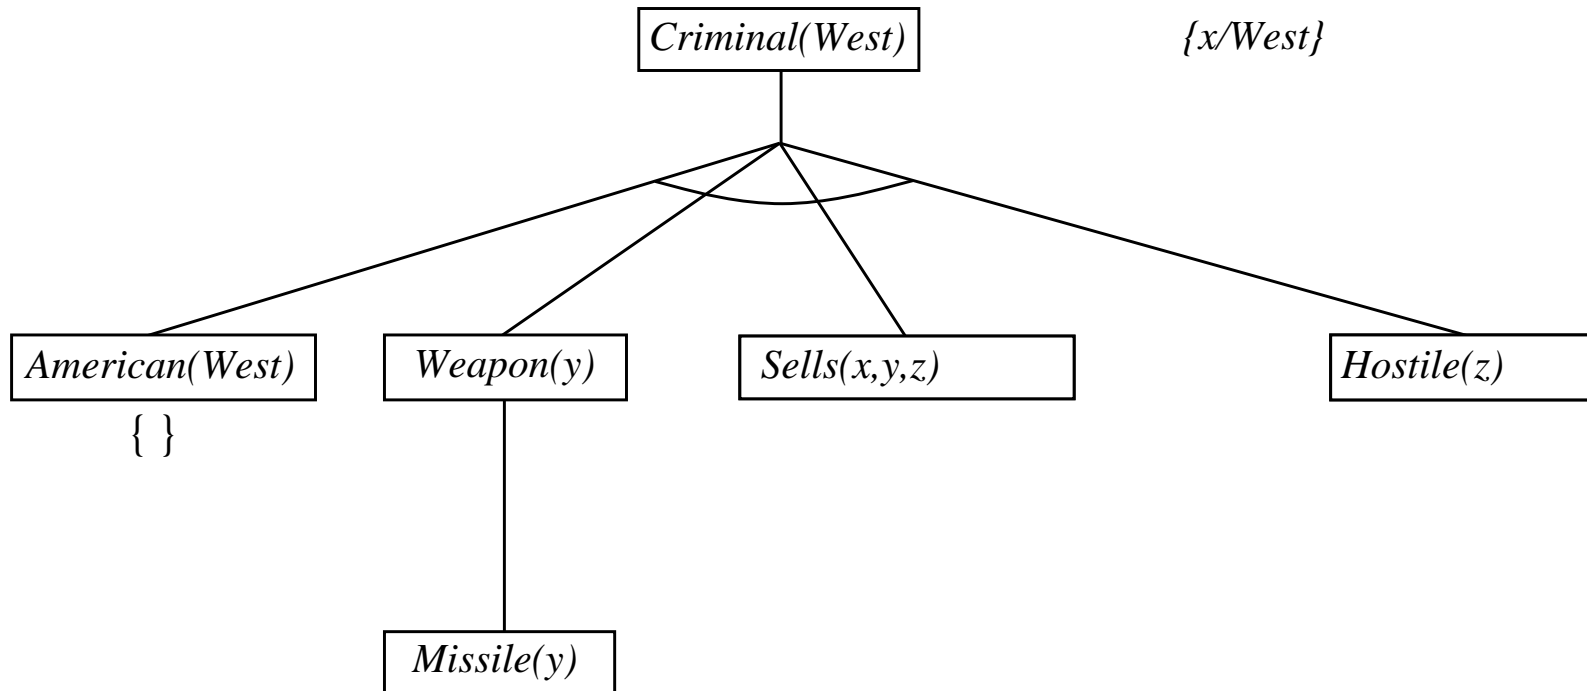 Criminal(West)
{x/West}
American(West)
Weapon(y)
Sells(x,y,z)
Hostile(z)
{ }
Missile(y)